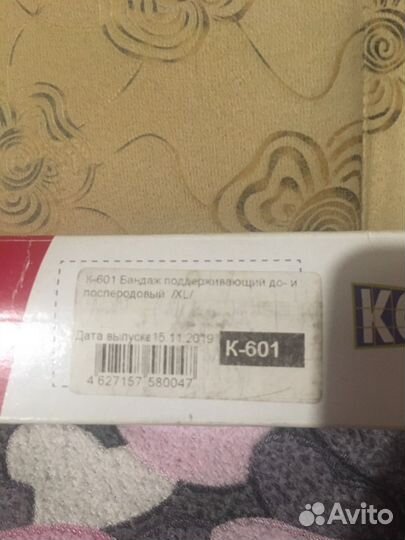 К-601 Бандаж поддерживающий до- и
послеродовый /XL/
Дата выпуска 15.11.2019
К-601
4 627157 580047
Avito